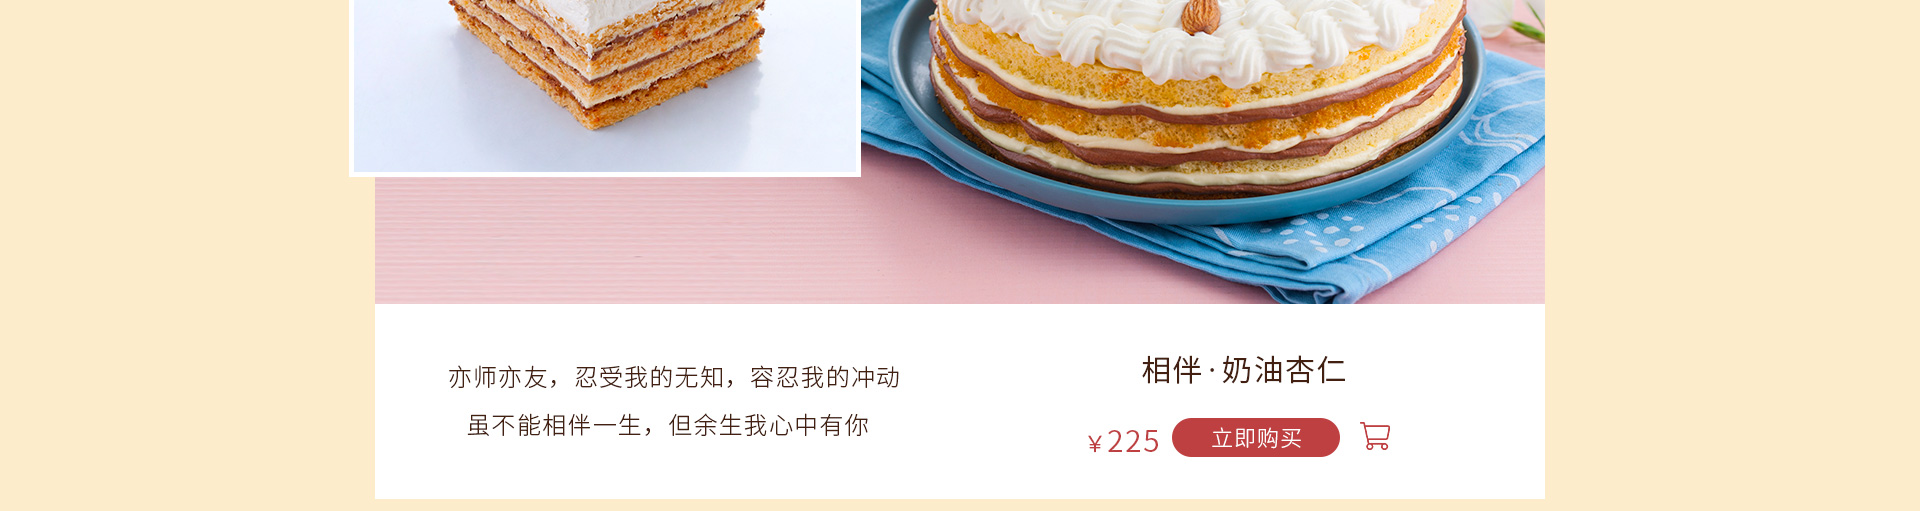 亦师亦友，忍受我的无知，容忍我的冲动
虽不能相伴一生，但余生我心中有你
相伴·奶油杏仁
¥225
立即购买